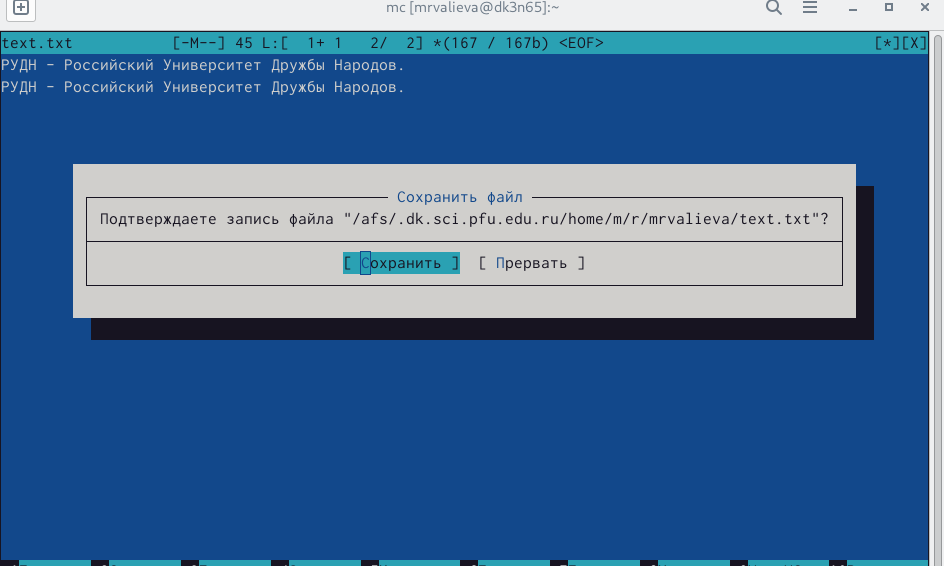 mc [mrvalieva@dk3n65]:~
text.txt [-M--] 45 L:[ 1+ 1 2/ 2] *(167 / 167b) <EOF> [*][X]
РУДН - Российский Университет Дружбы Народов.
РУДН - Российский Университет Дружбы Народов.
Сохранить файл
Подтверждаете запись файла "/afs/.dk.sci.pfu.edu.ru/home/m/r/mrvalieva/text.txt"?
[ Сохранить ] [ Прервать ]